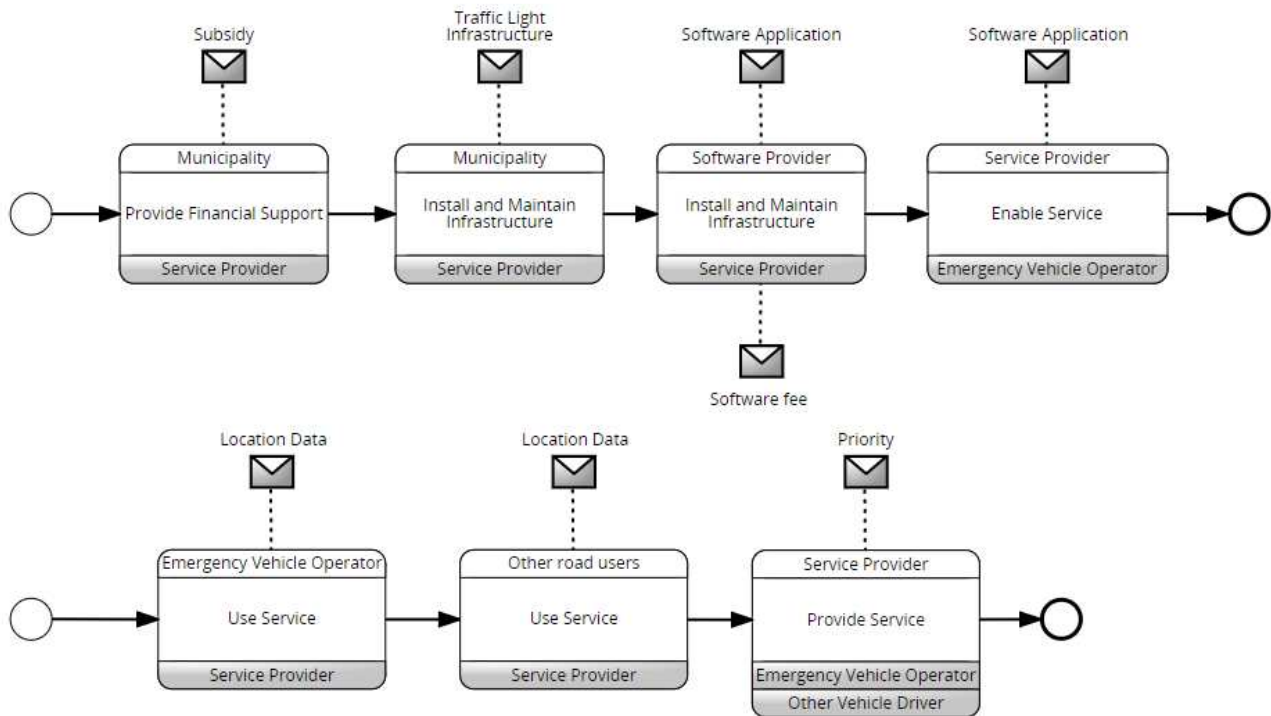 Subsidy
Traffic Light
Infrastructure
Software Application
Software Application
Municipality
Provide Financial Support
Service Provider
Municipality
Install and Maintain
Infrastructure
Service Provider
Software Provider
Install and Maintain
Infrastructure
Service Provider
Service Provider
Enable Service
Emergency Vehicle Operator
Software fee
Location Data
Location Data
Priority
Emergency Vehicle Operator
Use Service
Service Provider
Other road users
Use Service
Service Provider
Service Provider
Provide Service
Emergency Vehicle Operator
Other Vehicle Driver